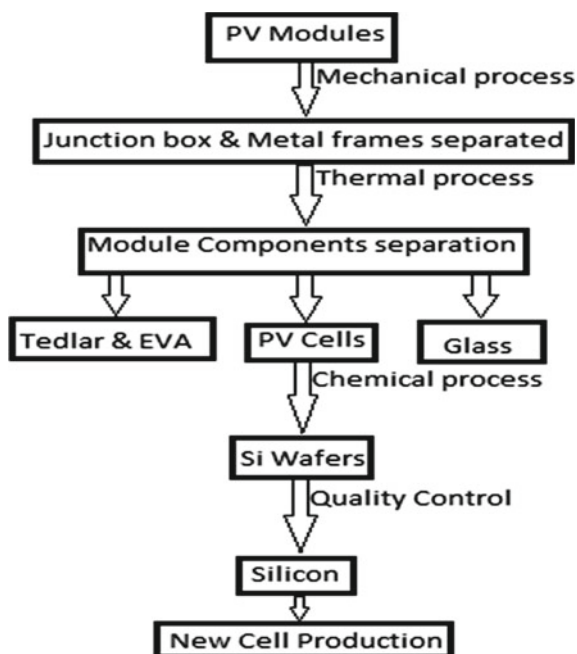 PV Modules
Mechanical process
Junction box & Metal frames separated
Thermal process
Module Components separation
Tedlar & EVA
PV Cells
Glass
Chemical process
Si Wafers
Quality Control
Silicon
New Cell Production